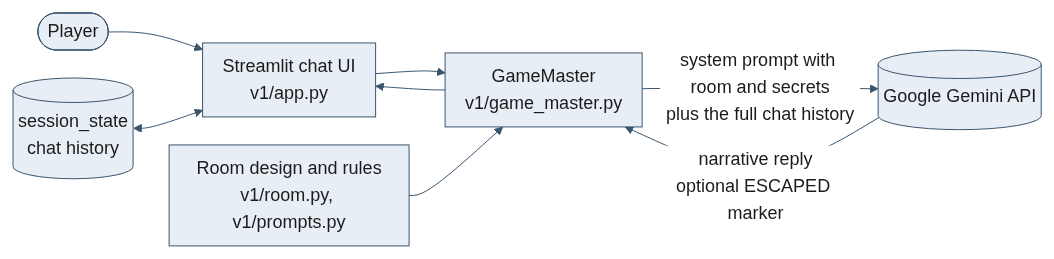 Player
Streamlit chat UI
v1/app.py
session_state
chat history
Room design and rules
v1/room.py,
v1/prompts.py
GameMaster
v1/game_master.py
system prompt with
room and secrets
plus the full chat history
narrative reply
optional ESCAPED
marker
Google Gemini API